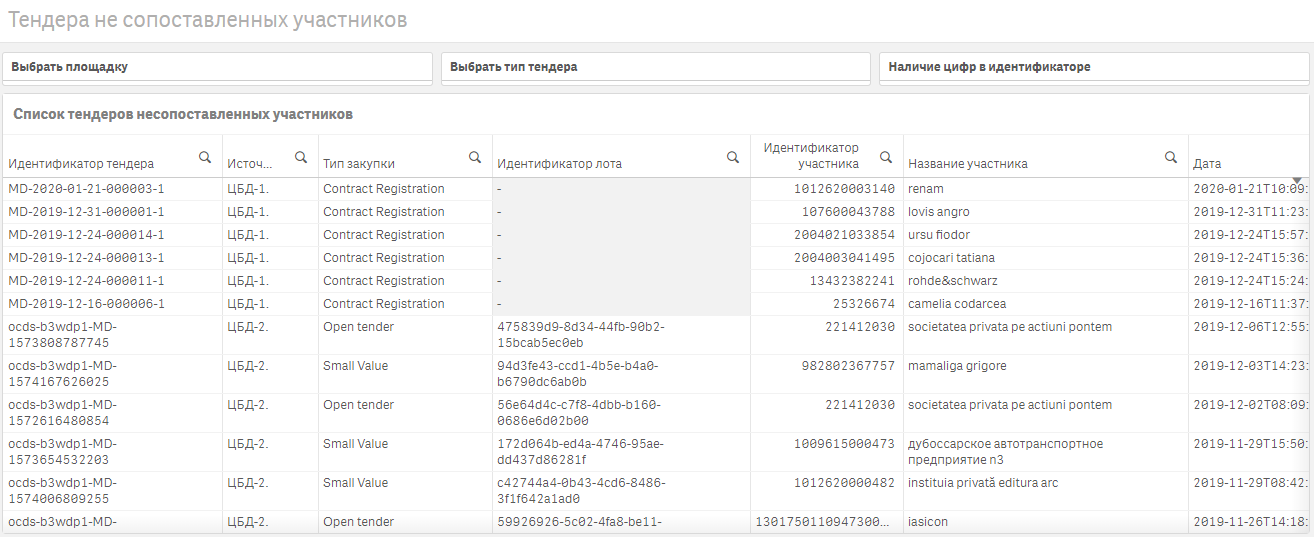 Тендера не сопоставленных участников
Выбрать площадку Выбрать тип тендера Наличие цифр в идентификаторе
Список тендеров несопоставленных участников
Идентификатор тендера Источ... Тип закупки Идентификатор лота Идентификатор участника Название участника Дата
MD-2020-01-21-000003-1 ЦБД-1. Contract Registration - 1012620003140 renam 2020-01-21T10:09:
MD-2019-12-31-000001-1 ЦБД-1. Contract Registration - 107600043788 lovis angro 2019-12-31T11:23:
MD-2019-12-24-000014-1 ЦБД-1. Contract Registration - 2004021033854 ursu fiodor 2019-12-24T15:57:
MD-2019-12-24-000013-1 ЦБД-1. Contract Registration - 2004003041495 cojocari tatiana 2019-12-24T15:36:
MD-2019-12-24-000011-1 ЦБД-1. Contract Registration - 13432382241 rohde&schwarz 2019-12-24T15:24:
MD-2019-12-16-000006-1 ЦБД-1. Contract Registration - 25326674 camelia codarcea 2019-12-16T11:37:
ocds-b3wdp1-MD- ЦБД-2. Open tender 475839d9-8d34-44fb-90b2- 221412030 societatea privata pe actiuni pontem 2019-12-06T12:55:
1573808787745 15bcab5ec0eb
ocds-b3wdp1-MD- ЦБД-2. Small Value 94d3fe43-ccd1-4b5e-b4a0- 982802367757 mamaliga grigore 2019-12-03T14:23:
1574167626025 b6790dc6ab0b
ocds-b3wdp1-MD- ЦБД-2. Open tender 56e64d4c-c7f8-4dbb-b160- 221412030 societatea privata pe actiuni pontem 2019-12-02T08:09:
1572616480854 0686e6d02b00
ocds-b3wdp1-MD- ЦБД-2. Small Value 172d064b-ed4a-4746-95ae- 1009615000473 дубоссарское автотранспортное 2019-11-29T15:50:
1573654532203 dd437d86281f предприятие n3
ocds-b3wdp1-MD- ЦБД-2. Small Value c42744a4-0b43-4cd6-8486- 1012620000482 instituia privată editura arc 2019-11-29T08:42:
1574006809255 3f1f642a1ad0
ocds-b3wdp1-MD- ЦБД-2. Open tender 59926926-5c02-4fa8-be11- 1301750110947300... iasicon 2019-11-26T14:18: